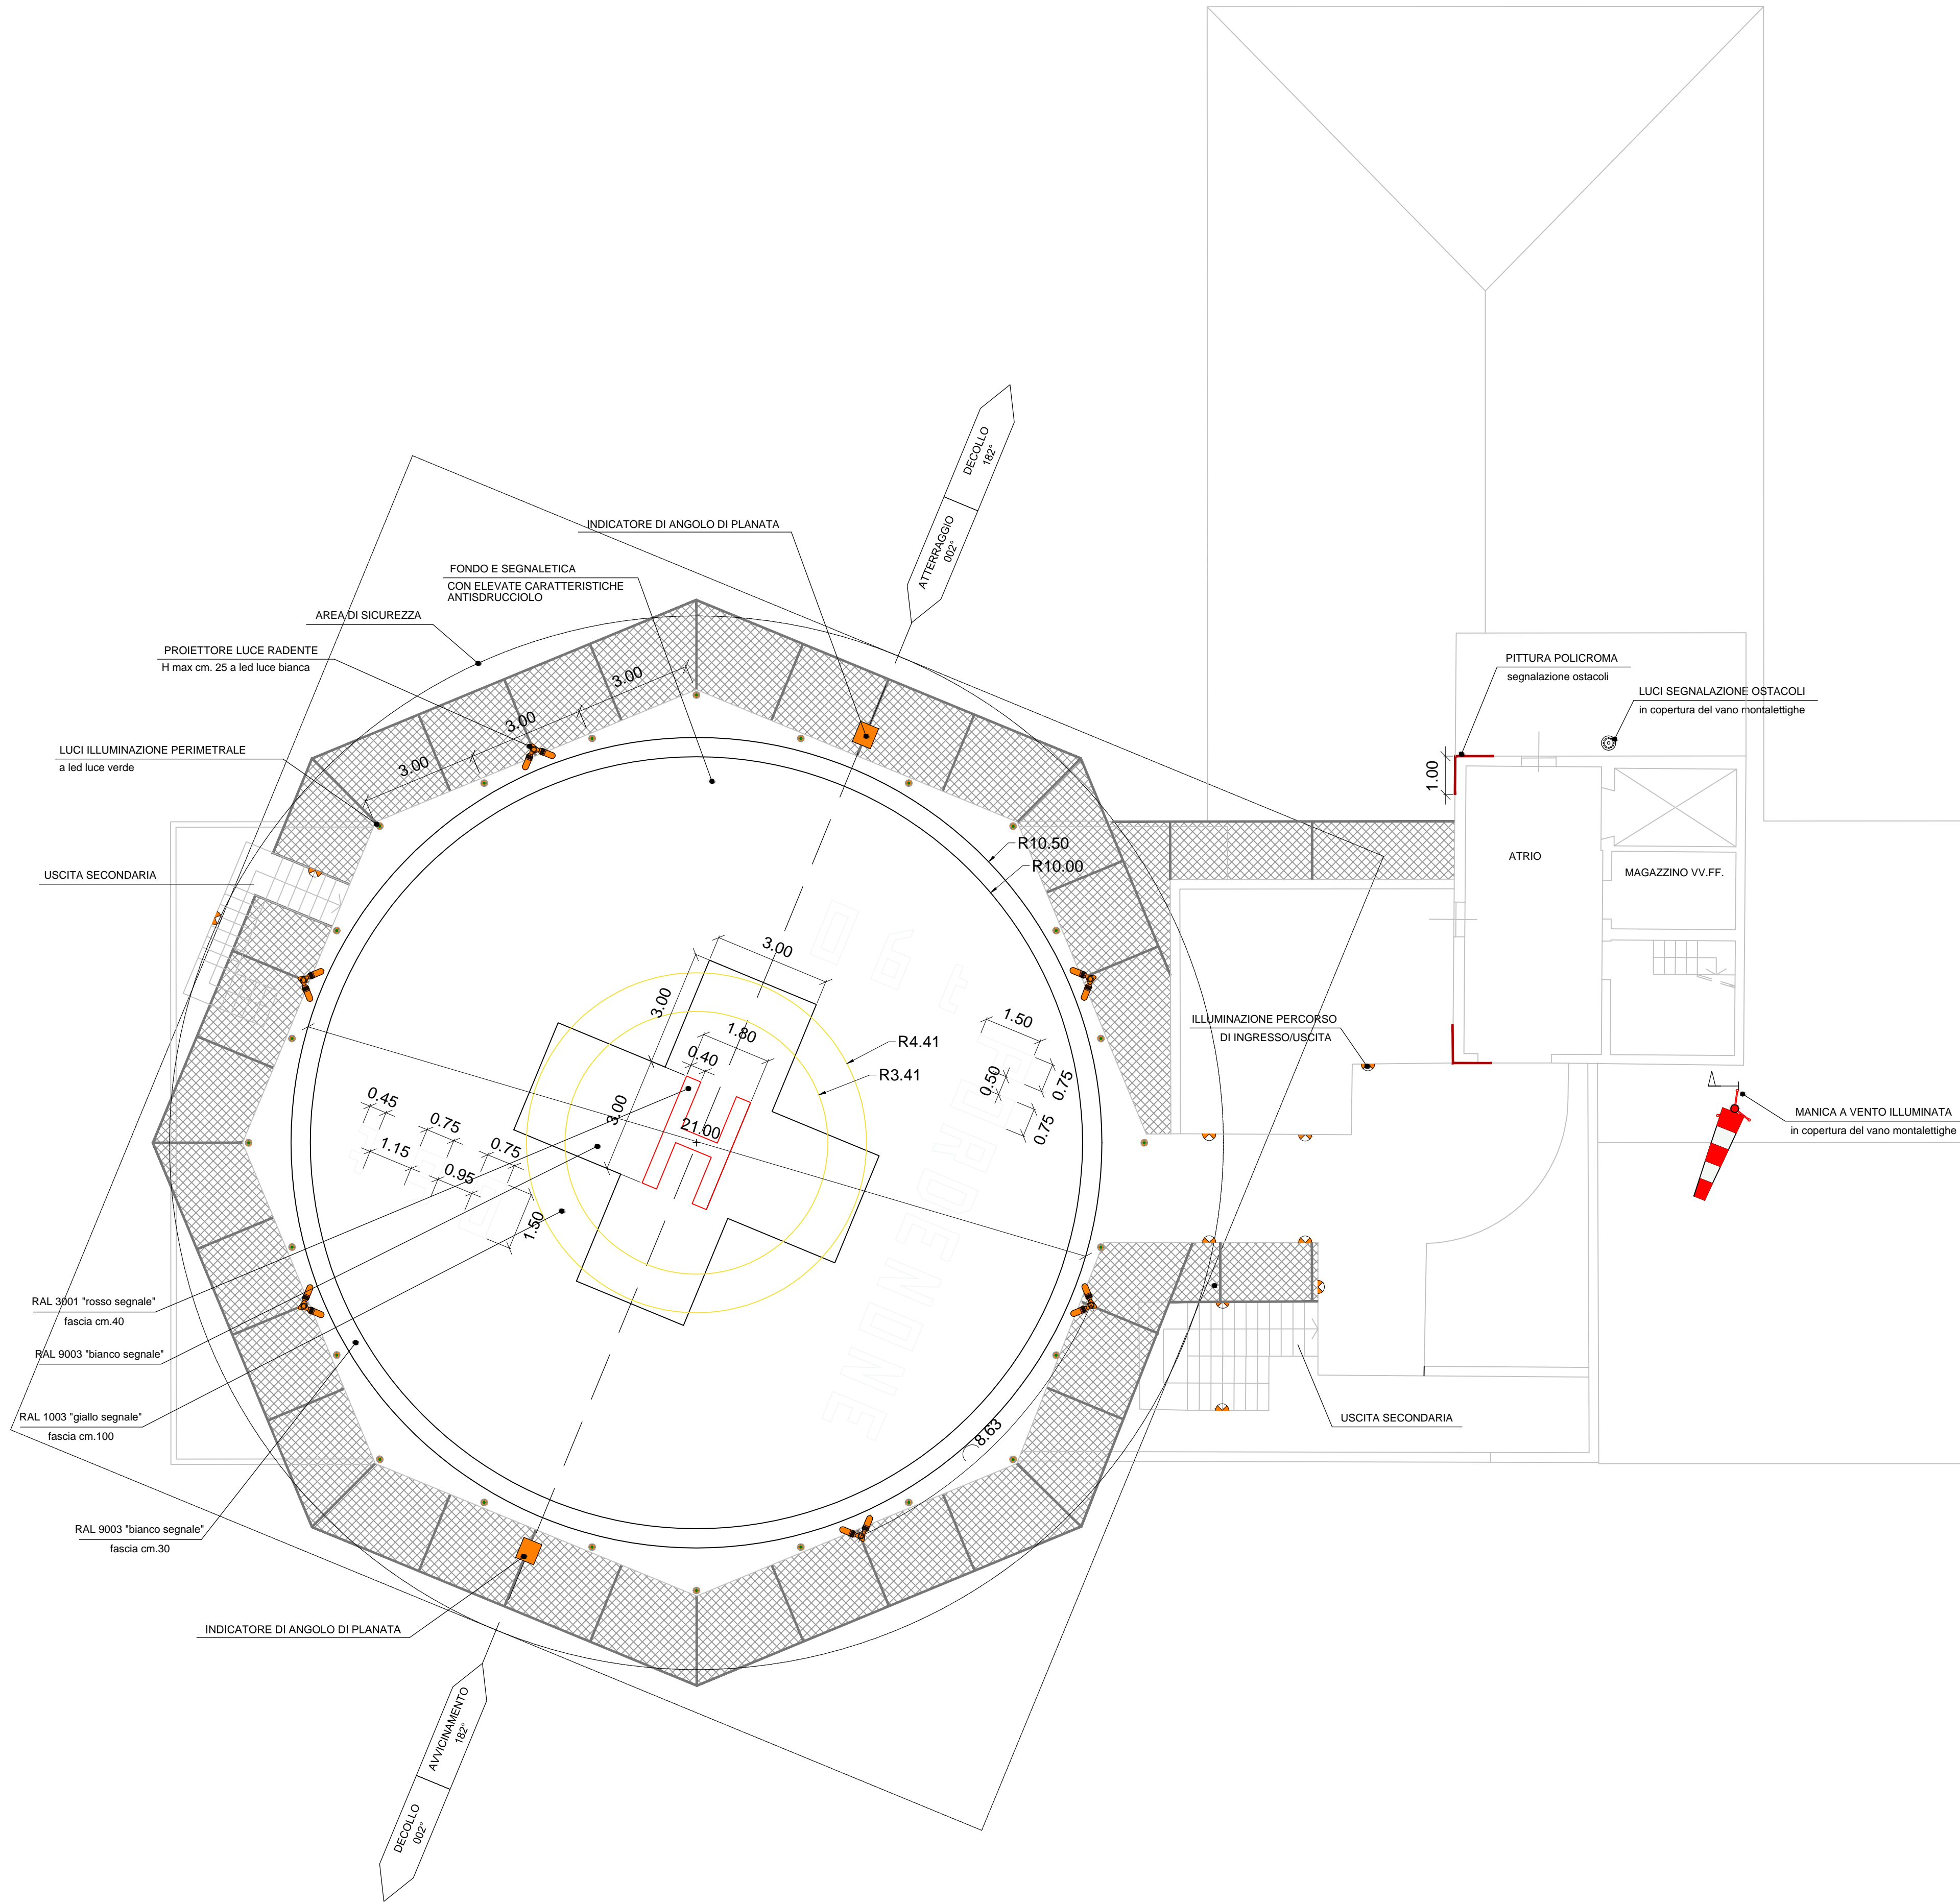 DECOLLO
182°
ATTERRAGGIO
002°
INDICATORE DI ANGOLO DI PLANATA
FONDO E SEGNALETICA
CON ELEVATE CARATTERISTICHE
ANTISDRUCCIOLO
AREA DI SICUREZZA
PROIETTORE LUCE RADENTE
H max cm. 25 a led luce bianca
LUCI ILLUMINAZIONE PERIMETRALE
a led luce verde
USCITA SECONDARIA
3.00
3.00
3.00
R10.50
R10.00
PITTURA POLICROMA
segnalazione ostacoli
LUCI SEGNALAZIONE OSTACOLI
in copertura del vano montalettighe
1.00
ATRIO
MAGAZZINO VV.FF.
3.00
3.00
1.80
0.40
3.00
21.00
R4.41
R3.41
1.50
0.50
0.75
0.75
0.45
0.75
0.75
1.15
0.95
1.50
H
PORDENONE
ILLUMINAZIONE PERCORSO
DI INGRESSO/USCITA
MANICA A VENTO ILLUMINATA
in copertura del vano montalettighe
RAL 3001 "rosso segnale"
fascia cm.40
RAL 9003 "bianco segnale"
RAL 1003 "giallo segnale"
fascia cm.100
RAL 9003 "bianco segnale"
fascia cm.30
8.63
USCITA SECONDARIA
INDICATORE DI ANGOLO DI PLANATA
AVVICINAMENTO
182°
DECOLLO
002°